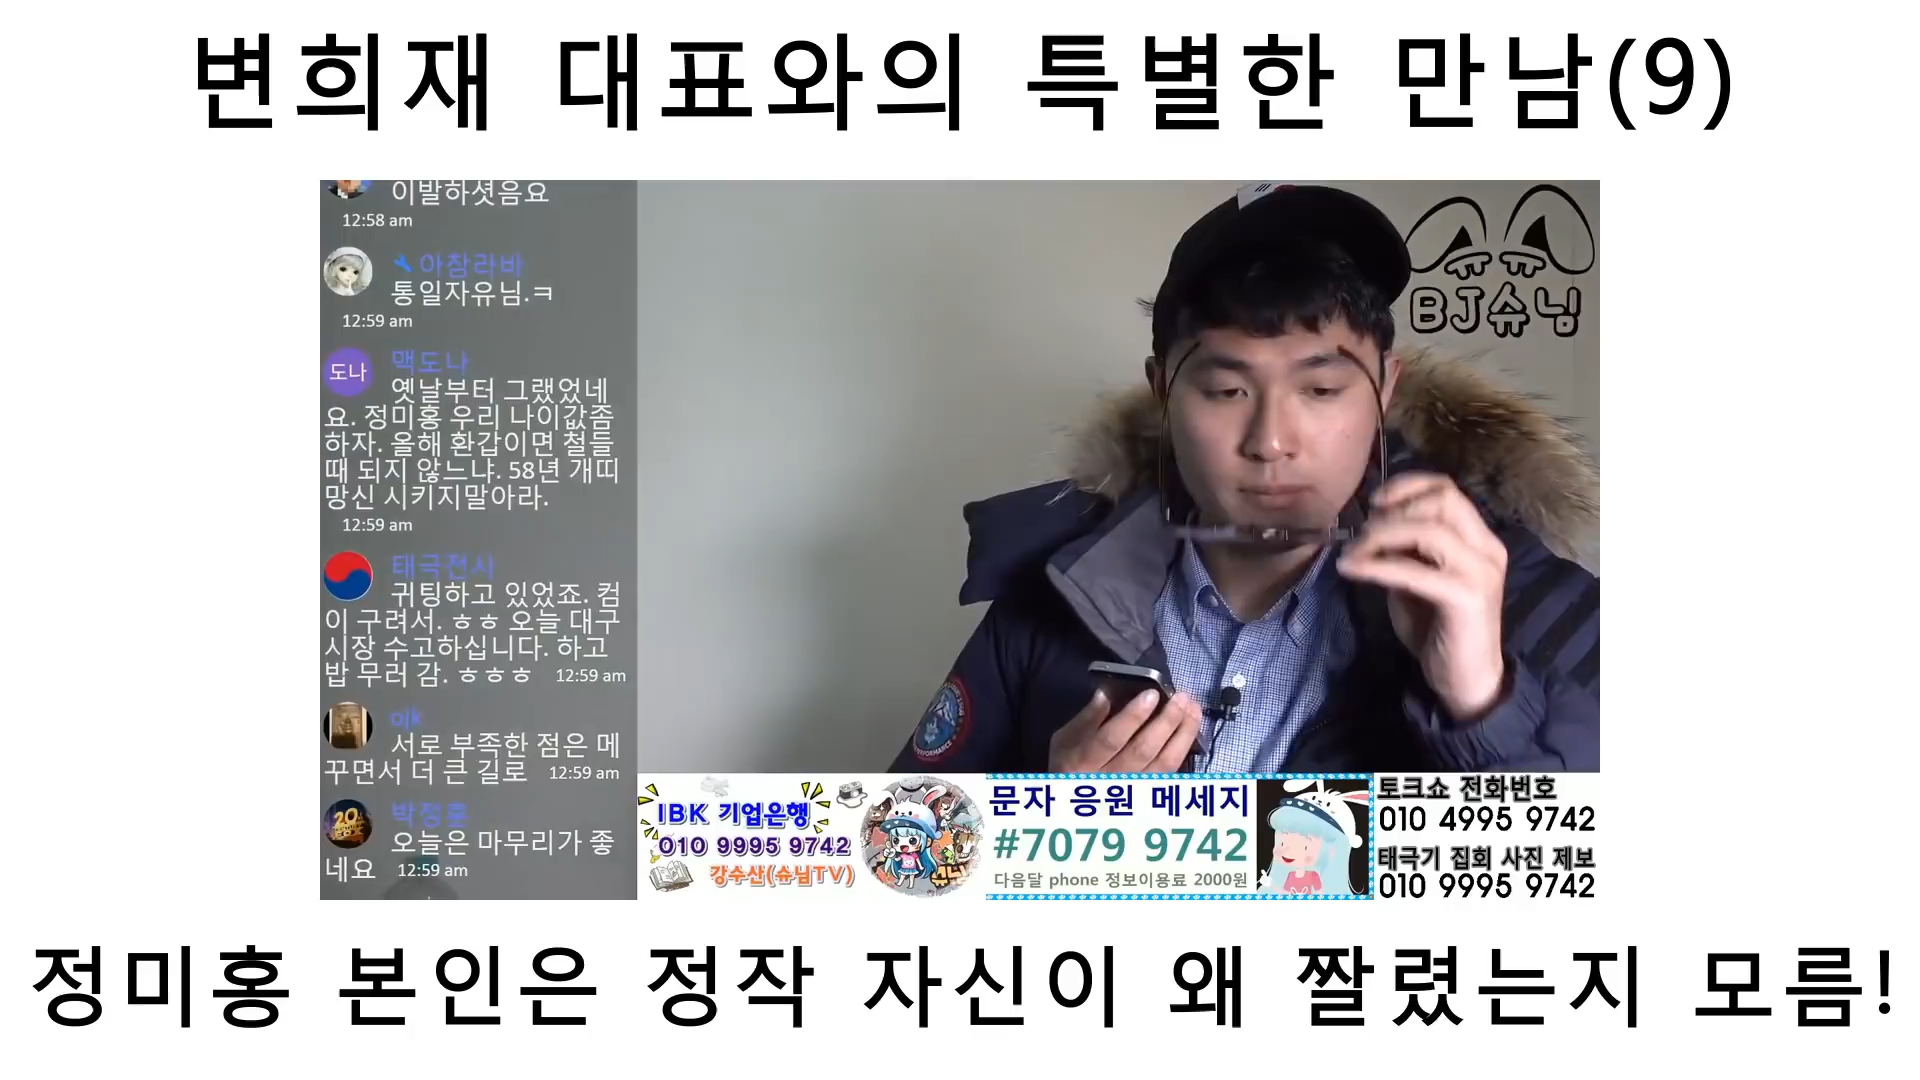 변희재 대표와의 특별한 만남(9)
이발하셧음요
12:58 am
아참라바
통일자유님.ㅋ
12:59 am
도나
맥도나
옛날부터 그랬었네
요. 정미홍 우리 나이값좀
하자. 올해 환갑이면 철들
때 되지 않느냐. 58년 개띠
망신 시키지말아라.
12:59 am
태극전사
귀팅하고 있었죠. 컴
이 구려서. ㅎㅎ 오늘 대구
시장 수고하십니다. 하고
밥 무러 감. ㅎㅎㅎ 12:59 am
ojk
서로 부족한 점은 메
꾸면서 더 큰 길로 12:59 am
박정훈
오늘은 마무리가 좋
네요 12:59 am
슈슈
BJ슈님
IBK 기업은행
010 9995 9742
강수산(슈님TV)
슈님
문자 응원 메세지
#7079 9742
다음달 phone 정보이용료 2000원
토크쇼 전화번호
010 4995 9742
태극기 집회 사진 제보
010 9995 9742
정미홍 본인은 정작 자신이 왜 짤렸는지 모름!